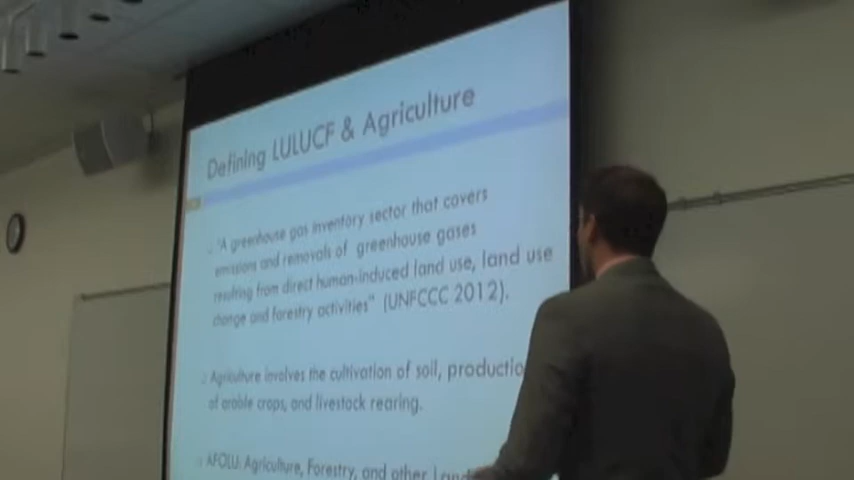 Defining LULUCF & Agriculture
"A greenhouse gas inventory sector that covers
emissions and removals of greenhouse gases
resulting from direct human-induced land use, land use
change and forestry activities" (UNFCCC 2012).
Agriculture involves the cultivation of soil, productio
of arable crops, and livestock rearing.
AFOLU: Agriculture, Forestry, and other Land